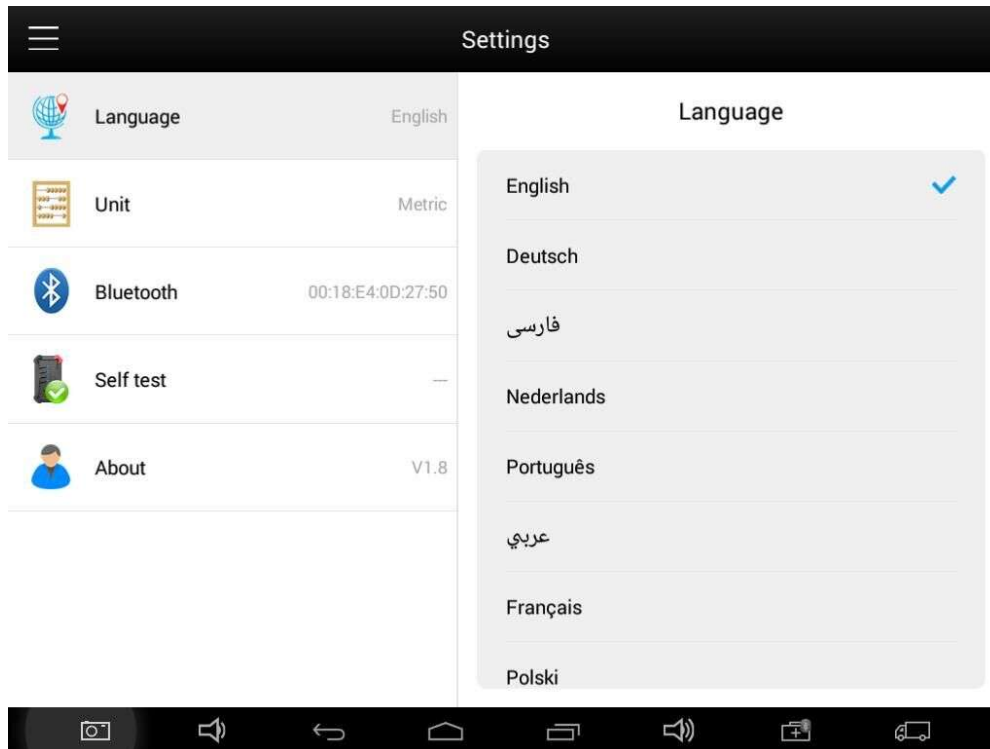 Settings
Language English
Unit Metric
Bluetooth 00:18:E4:0D:27:50
Self test ---
About V1.8
Language
English
Deutsch
فارسی
Nederlands
Português
عربي
Français
Polski